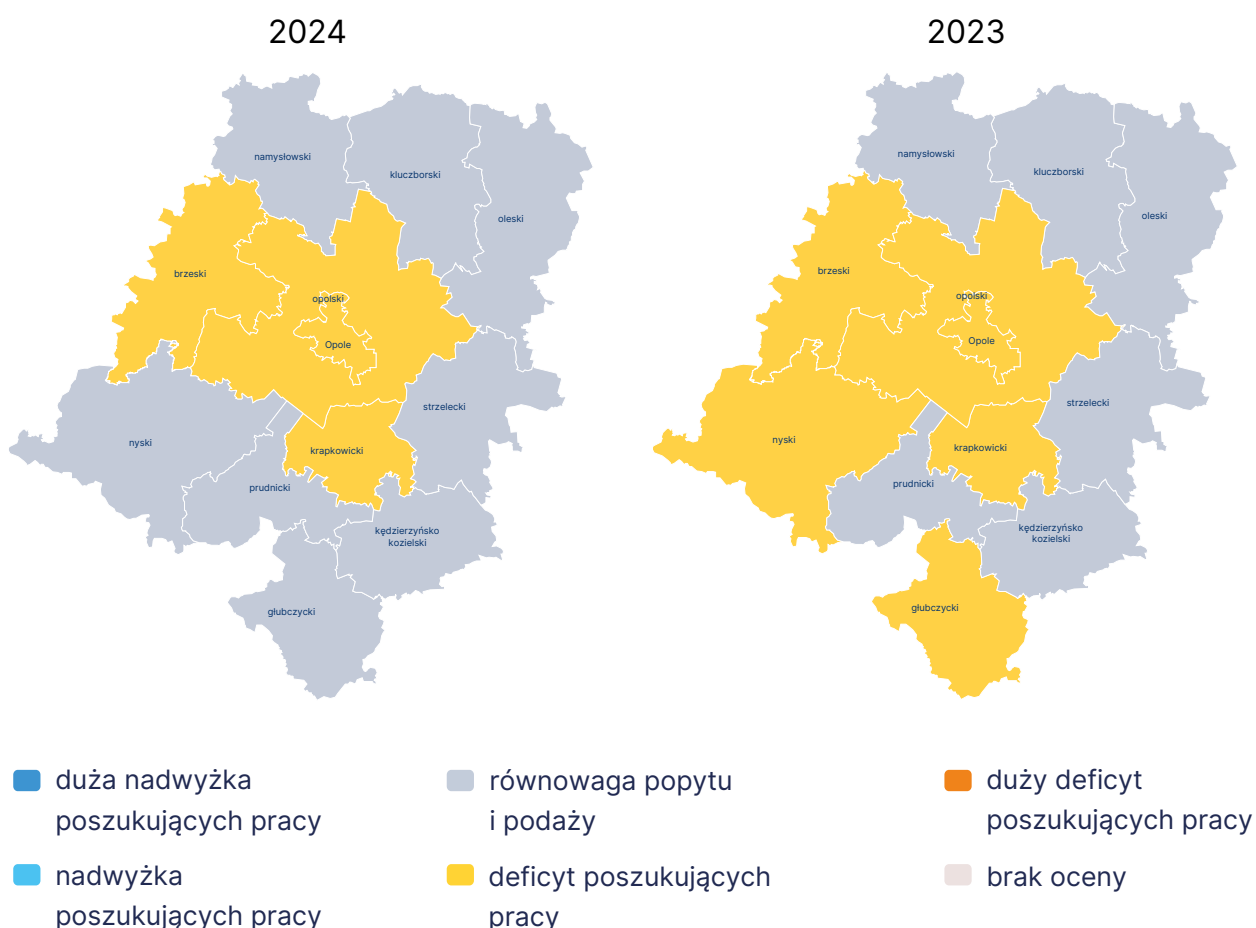 2024
2023
namysłowski
kluczborski
oleski
brzeski
opolski
Opole
strzelecki
nyski
krapkowicki
prudnicki
kędzierzyńsko
kozielski
głubczycki
namysłowski
kluczborski
oleski
brzeski
opolski
Opole
strzelecki
nyski
krapkowicki
prudnicki
kędzierzyńsko
kozielski
głubczycki
duża nadwyżka
poszukujących pracy
nadwyżka
poszukujących pracy
równowaga popytu
i podaży
deficyt poszukujących
pracy
duży deficyt
poszukujących pracy
brak oceny